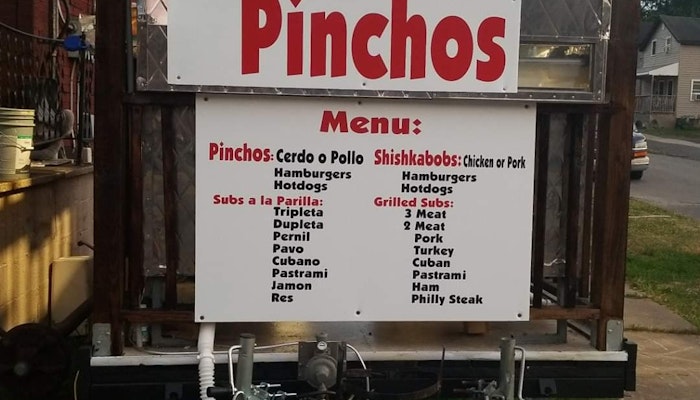 Pinchos
Menu:
Pinchos: Cerdo o Pollo
Hamburgers
Hotdogs
Subs a la Parilla:
Tripleta
Dupleta
Pernil
Pavo
Cubano
Pastrami
Jamon
Res
Shishkabobs: Chicken or Pork
Hamburgers
Hotdogs
Grilled Subs:
3 Meat
2 Meat
Pork
Turkey
Cuban
Pastrami
Ham
Philly Steak